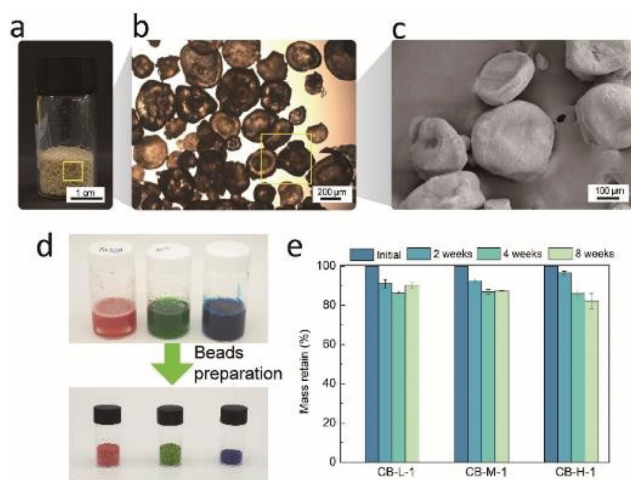 a
b
c
1 cm
200 μm
100 μm
d
Beads
preparation
e
Initial
2 weeks
4 weeks
8 weeks
Mass retain (%)
100
80
60
40
20
0
CB-L-1
CB-M-1
CB-H-1